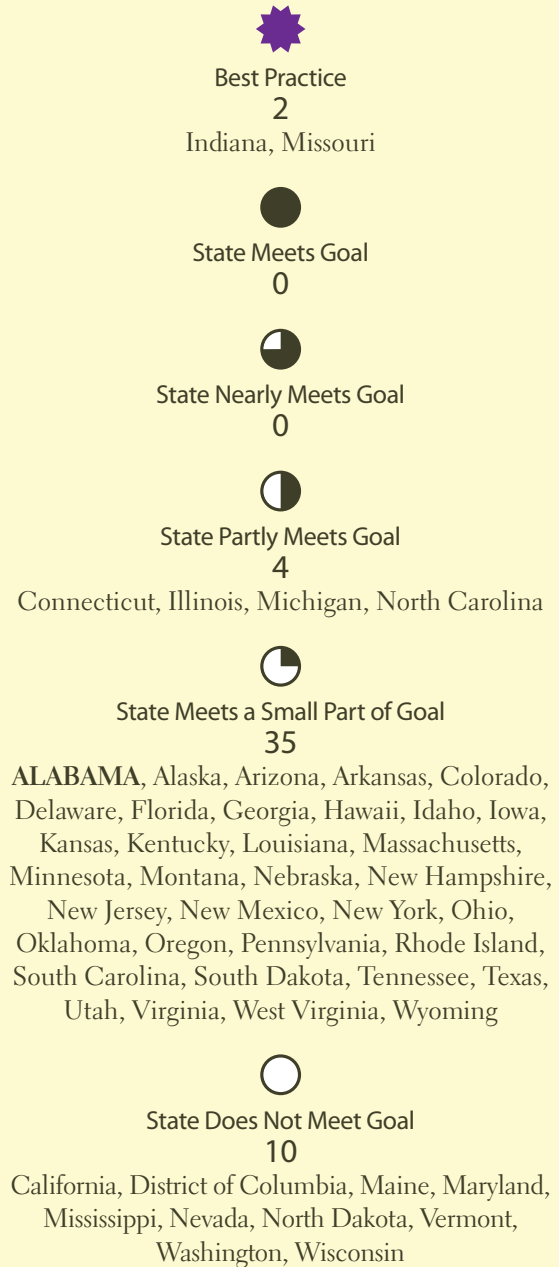 Best Practice
2
Indiana, Missouri
State Meets Goal
0
State Nearly Meets Goal
0
State Partly Meets Goal
4
Connecticut, Illinois, Michigan, North Carolina
State Meets a Small Part of Goal
35
ALABAMA, Alaska, Arizona, Arkansas, Colorado,
Delaware, Florida, Georgia, Hawaii, Idaho, Iowa,
Kansas, Kentucky, Louisiana, Massachusetts,
Minnesota, Montana, Nebraska, New Hampshire,
New Jersey, New Mexico, New York, Ohio,
Oklahoma, Oregon, Pennsylvania, Rhode Island,
South Carolina, South Dakota, Tennessee, Texas,
Utah, Virginia, West Virginia, Wyoming
State Does Not Meet Goal
10
California, District of Columbia, Maine, Maryland,
Mississippi, Nevada, North Dakota, Vermont,
Washington, Wisconsin